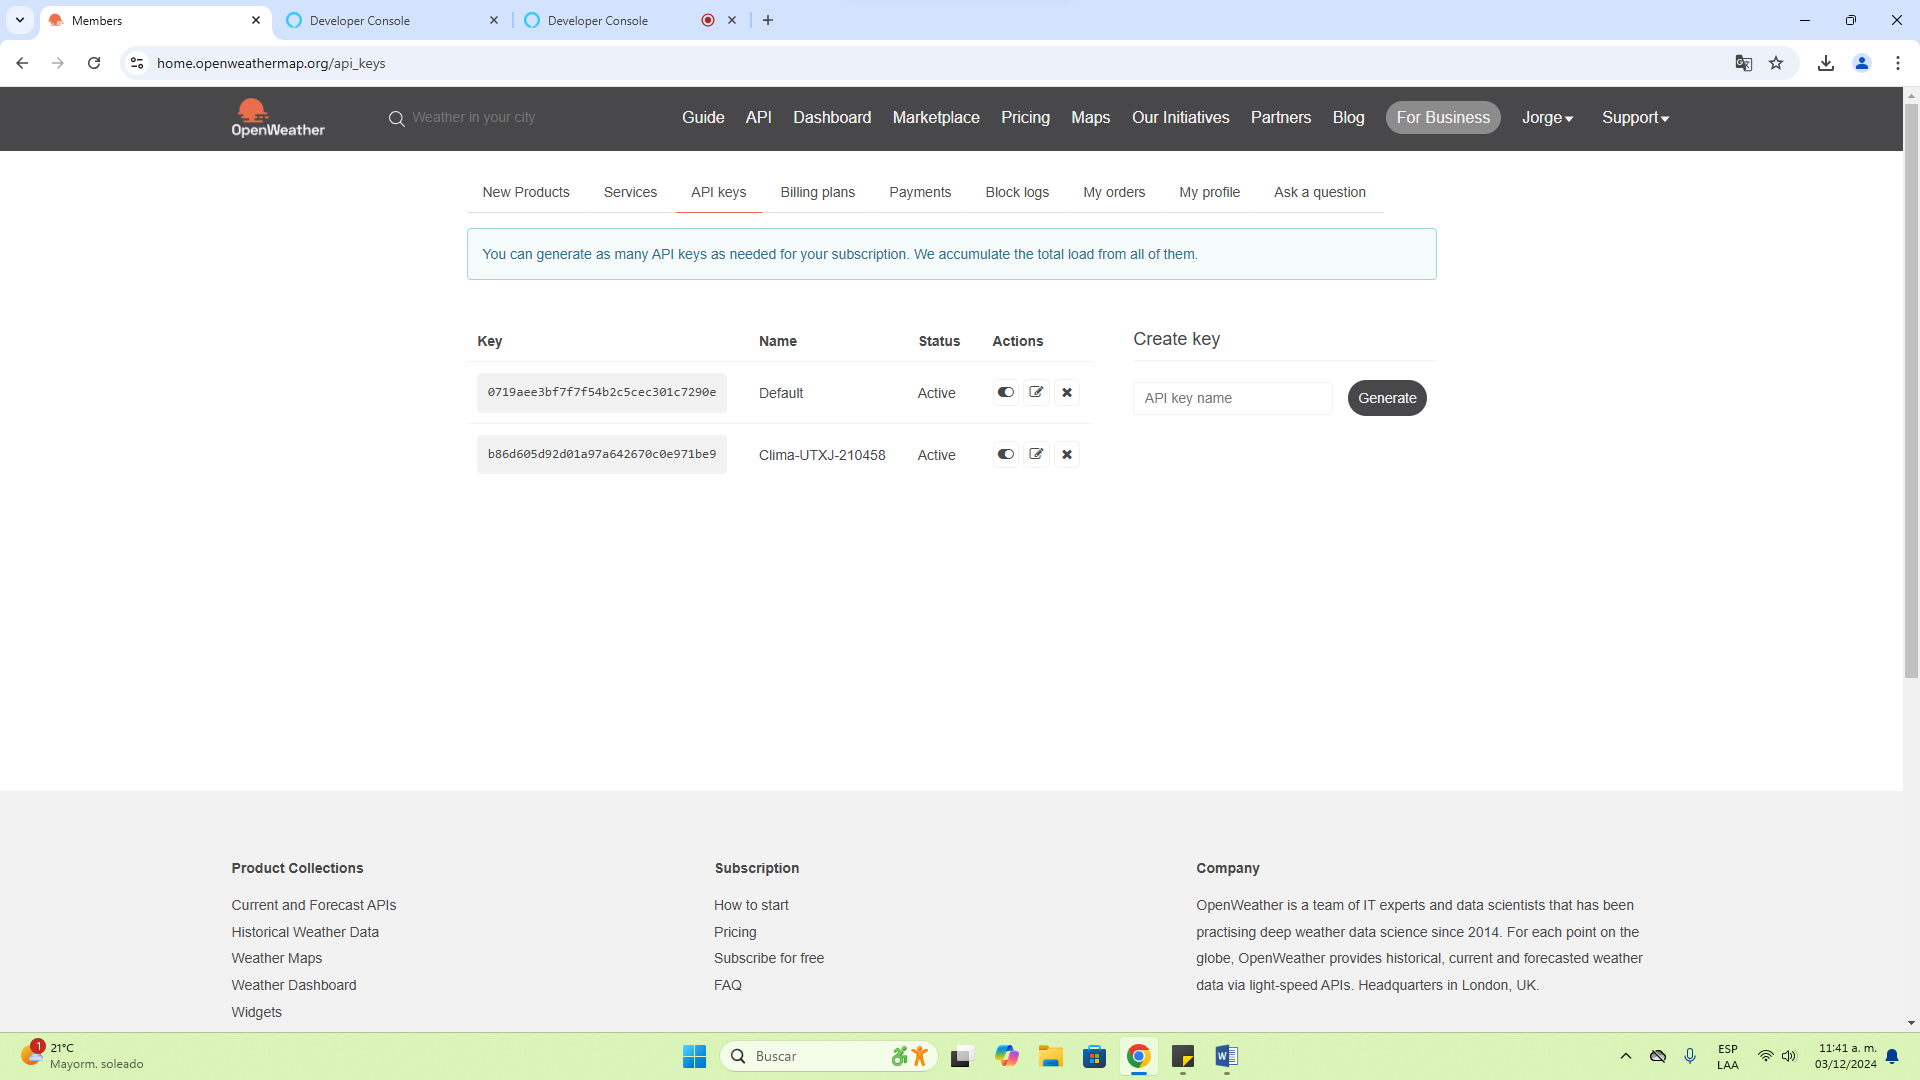 Members
Developer Console
Developer Console
home.openweathermap.org/api_keys
OpenWeather
Weather in your city
Guide API Dashboard Marketplace Pricing Maps Our Initiatives Partners Blog For Business Jorge Support
New Products Services API keys Billing plans Payments Block logs My orders My profile Ask a question
You can generate as many API keys as needed for your subscription. We accumulate the total load from all of them.
Key Name Status Actions
0719aee3bf7f7f54b2c5cec301c7290e Default Active
b86d605d92d01a97a642670c0e971be9 Clima-UTXJ-210458 Active
Create key
API key name Generate
Product Collections
Current and Forecast APIs
Historical Weather Data
Weather Maps
Weather Dashboard
Widgets
Subscription
How to start
Pricing
Subscribe for free
FAQ
Company
OpenWeather is a team of IT experts and data scientists that has been
practising deep weather data science since 2014. For each point on the
globe, OpenWeather provides historical, current and forecasted weather
data via light-speed APIs. Headquarters in London, UK.
1
21°C
Mayorm. soleado
Buscar
ESP
LAA
11:41 a. m.
03/12/2024